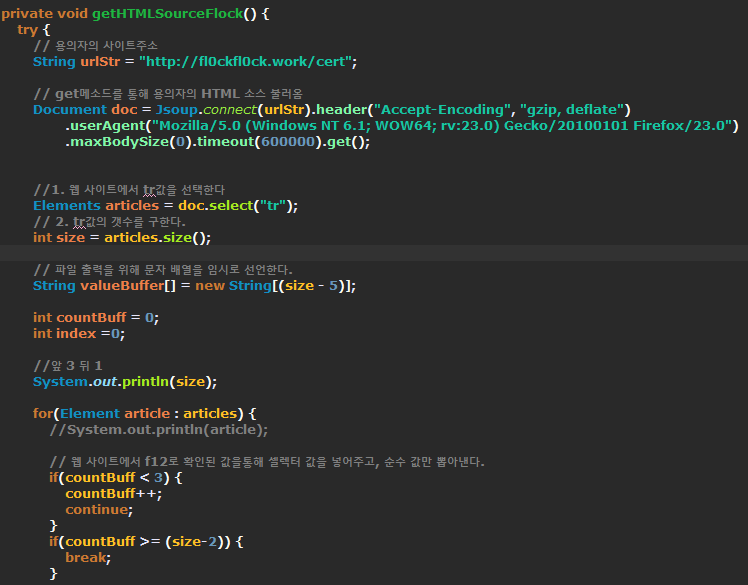 private void getHTMLSourceFlock() {
try {
// 용의자의 사이트주소
String urlStr = "http://fl0ckfl0ck.work/cert";
// get메소드를 통해 용의자의 HTML 소스 불러옴
Document doc = Jsoup.connect(urlStr).header("Accept-Encoding", "gzip, deflate")
.userAgent("Mozilla/5.0 (Windows NT 6.1; WOW64; rv:23.0) Gecko/20100101 Firefox/23.0")
.maxBodySize(0).timeout(600000).get();
//1. 웹 사이트에서 tr값을 선택한다
Elements articles = doc.select("tr");
// 2. tr값의 갯수를 구한다.
int size = articles.size();
// 파일 출력을 위해 문자 배열을 임시로 선언한다.
String valueBuffer[] = new String[(size - 5)];
int countBuff = 0;
int index =0;
//앞 3 뒤 1
System.out.println(size);
for(Element article : articles) {
//System.out.println(article);
// 웹 사이트에서 f12로 확인된 값을통해 셀렉터 값을 넣어주고, 순수 값만 뽑아낸다.
if(countBuff < 3) {
countBuff++;
continue;
}
if(countBuff >= (size-2)) {
break;
}